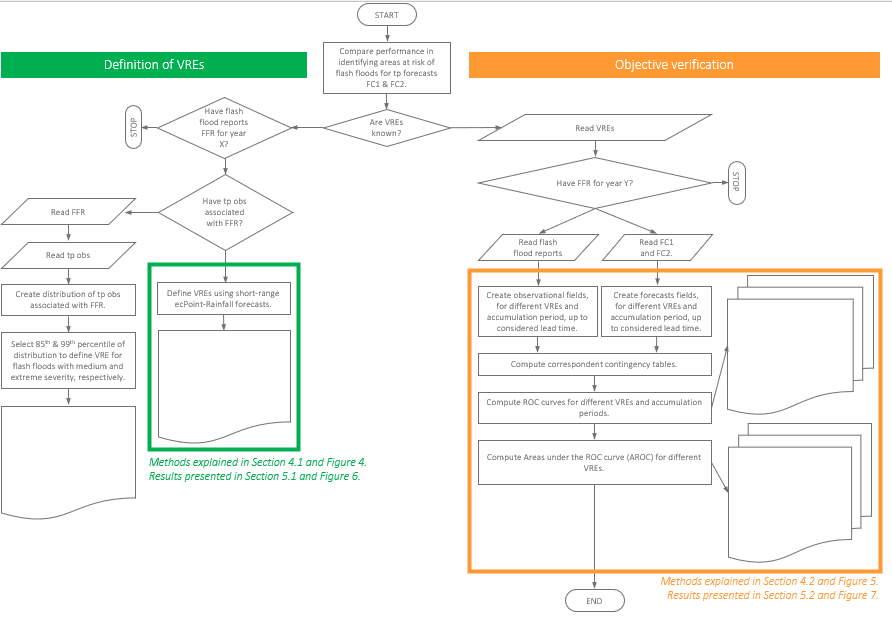 START
Compare performance in
identifying areas at risk of
flash floods for tp forecasts
FC1 & FC2.
Definition of VREs
Objective verification
Are VREs
known?
Have flash
flood reports
FFR for year
X?
STOP
Have tp obs
associated
with FFR?
Read FFR
Read tp obs
Create distribution of tp obs
associated with FFR.
Select 85th & 99th percentile of
distribution to define VRE for
flash floods with medium and
extreme severity, respectively.
Define VREs using short-range
ecPoint-Rainfall forecasts.
Methods explained in Section 4.1 and Figure 4.
Results presented in Section 5.1 and Figure 6.
Read VREs
Have FFR for year Y?
STOP
Read flash
flood reports
Read FC1
and FC2.
Create observational fields,
for different VREs and
accumulation period, up to
considered lead time.
Create forecasts fields,
for different VREs and
accumulation period, up
to considered lead time.
Compute correspondent contingency tables.
Compute ROC curves for different VREs and accumulation
periods.
Compute Areas under the ROC curve (AROC) for different
VREs.
Methods explained in Section 4.2 and Figure 5.
Results presented in Section 5.2 and Figure 7.
END